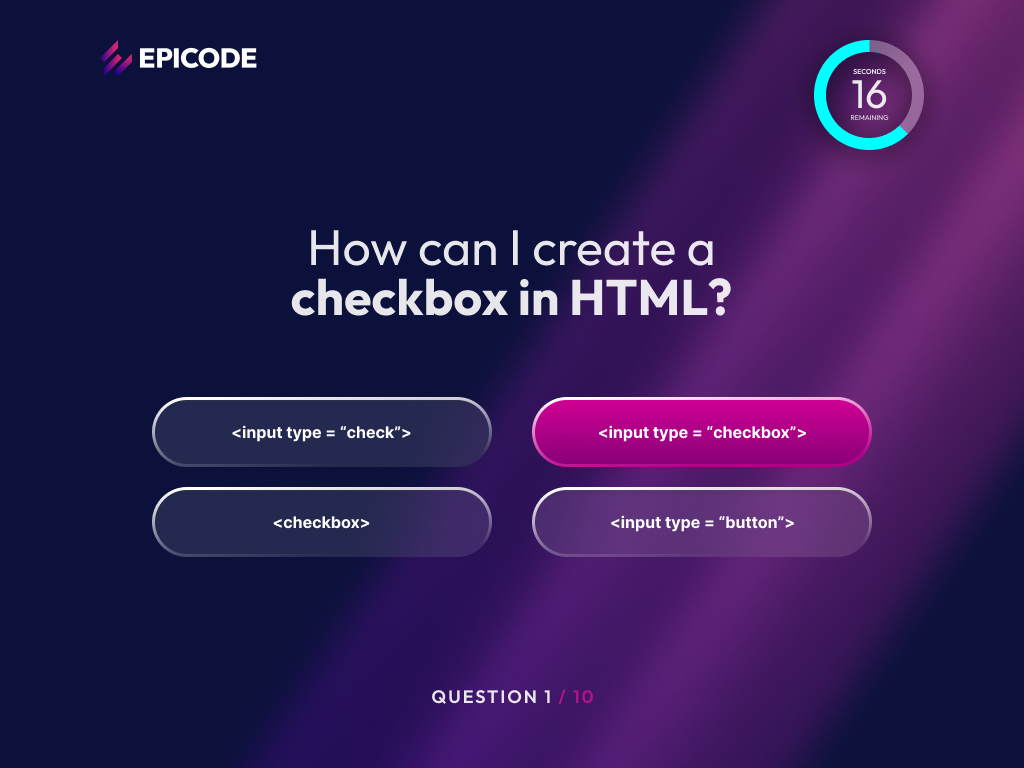 EPICODE
SECONDS
16
REMAINING
How can I create a
checkbox in HTML?
<input type = “check”>
<input type = “checkbox”>
<checkbox>
<input type = “button”>
QUESTION 1 / 10